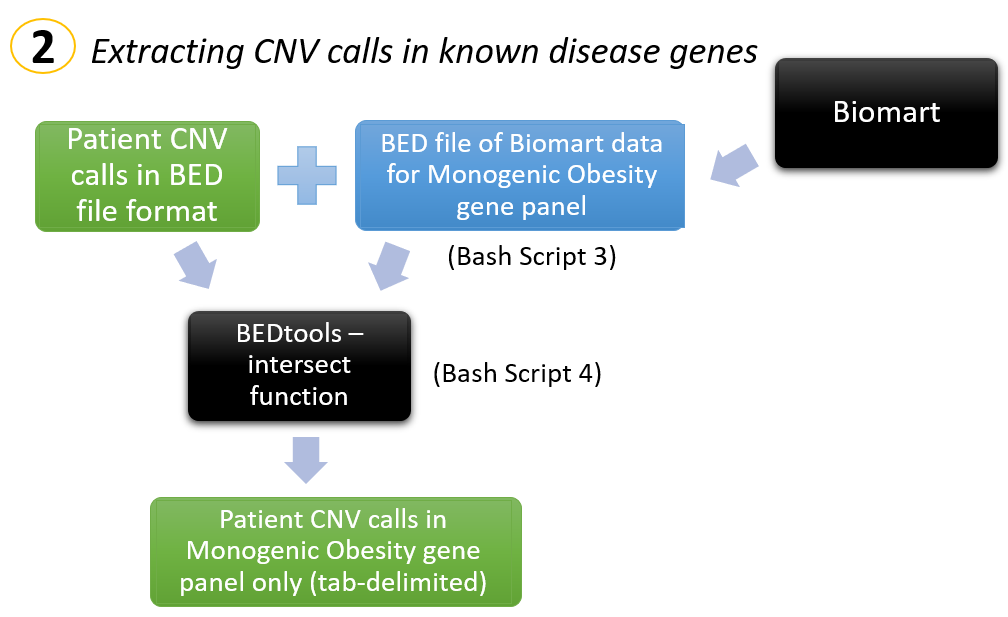 2
Extracting CNV calls in known disease genes
Biomart
Patient CNV
calls in BED
file format
BED file of Biomart data
for Monogenic Obesity
gene panel
(Bash Script 3)
BEDtools –
intersect
function
(Bash Script 4)
Patient CNV calls in
Monogenic Obesity gene
panel only (tab-delimited)